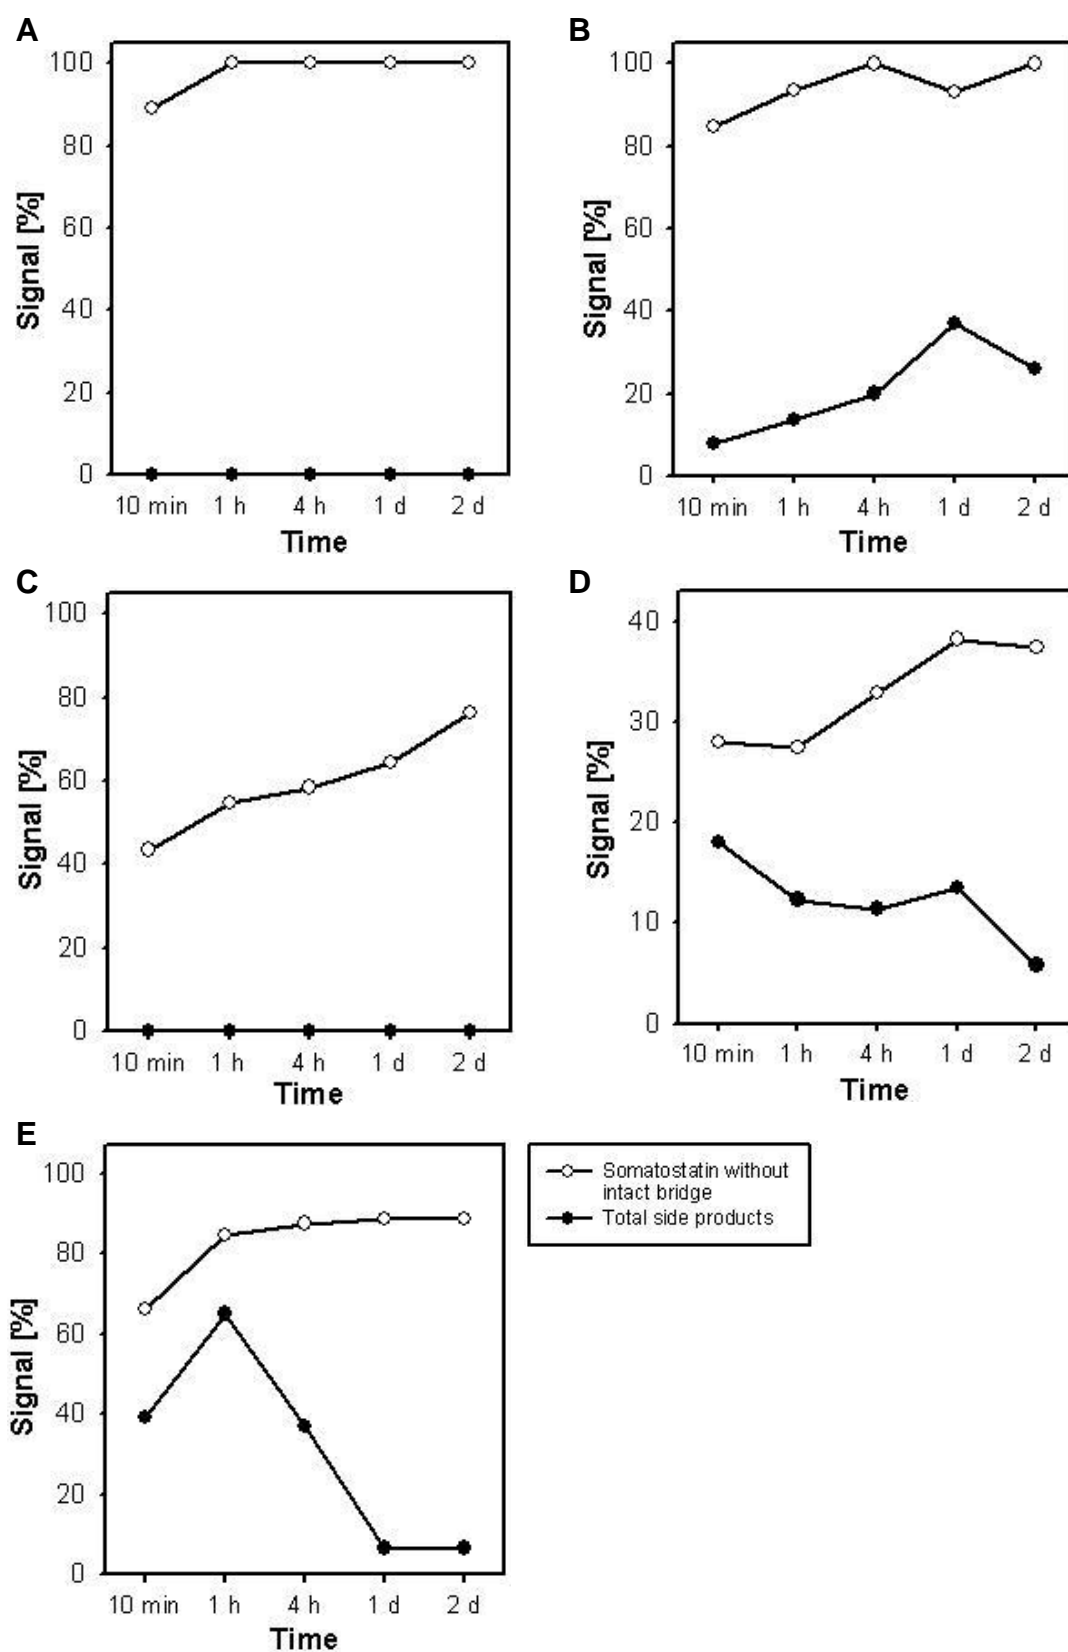 A
Signal [%]
100
80
60
40
20
0
10 min 1 h 4 h 1 d 2 d
Time
B
Signal [%]
100
80
60
40
20
0
10 min 1 h 4 h 1 d 2 d
Time
C
Signal [%]
100
80
60
40
20
0
10 min 1 h 4 h 1 d 2 d
Time
D
Signal [%]
40
30
20
10
0
10 min 1 h 4 h 1 d 2 d
Time
E
Signal [%]
100
80
60
40
20
0
10 min 1 h 4 h 1 d 2 d
Time
Somatostatin without
intact bridge
Total side products